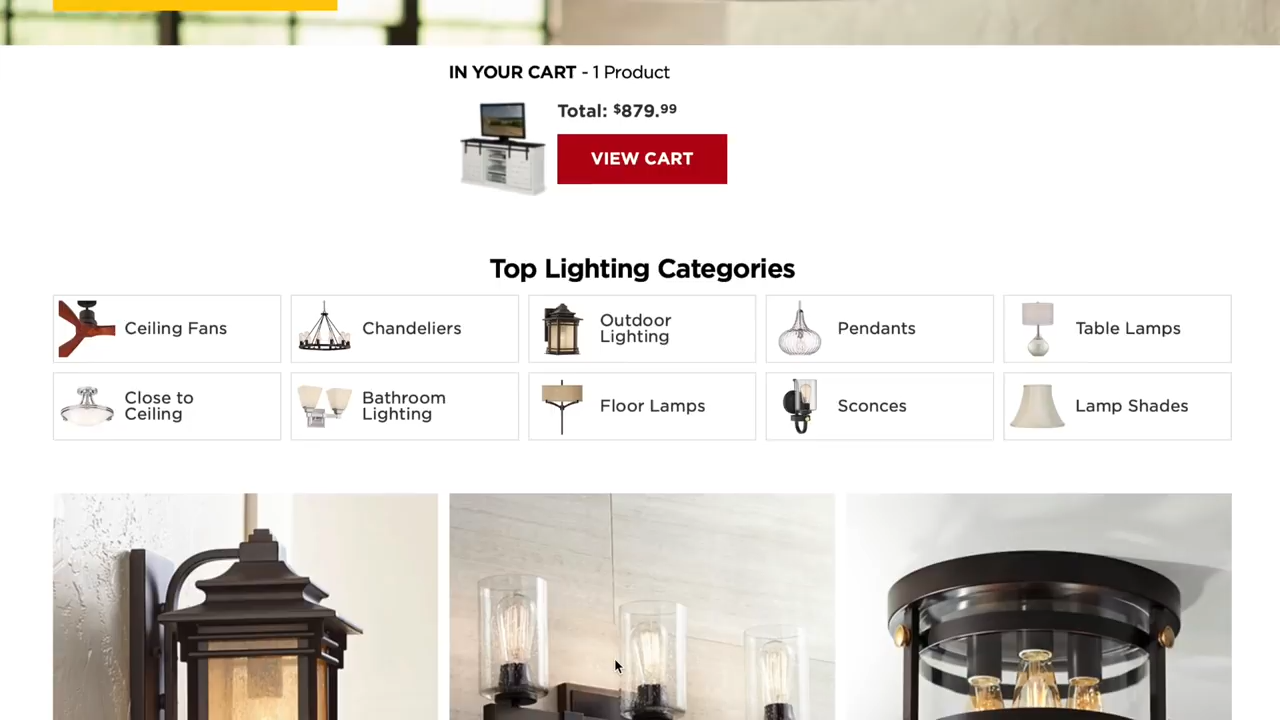 IN YOUR CART - 1 Product
Total: $879.99
VIEW CART
Top Lighting Categories
Ceiling Fans
Chandeliers
Outdoor
Lighting
Pendants
Table Lamps
Close to
Ceiling
Bathroom
Lighting
Floor Lamps
Sconces
Lamp Shades